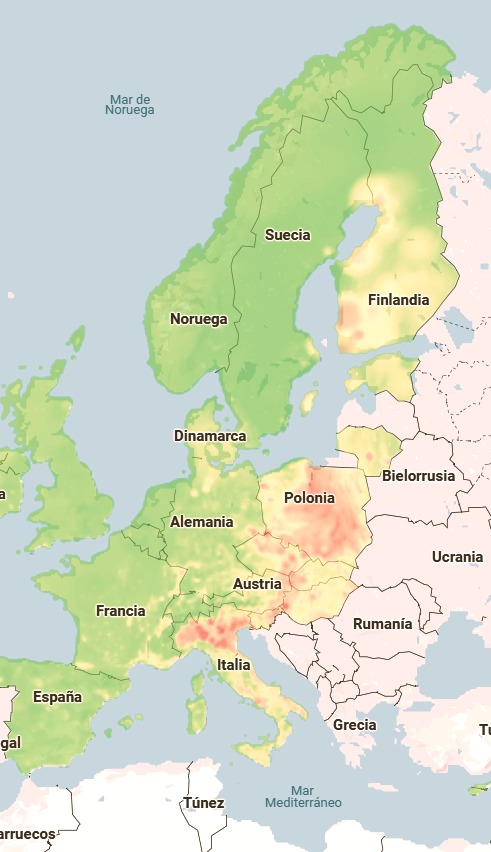 Mar de
Noruega
Suecia
Finlandia
Noruega
Dinamarca
Bielorrusia
Polonia
a
Alemania
Ucrania
Austria
Francia
Rumanía
Italia
España
Grecia
Tu
gal
Mar
Mediterráneo
Túnez
arruecos